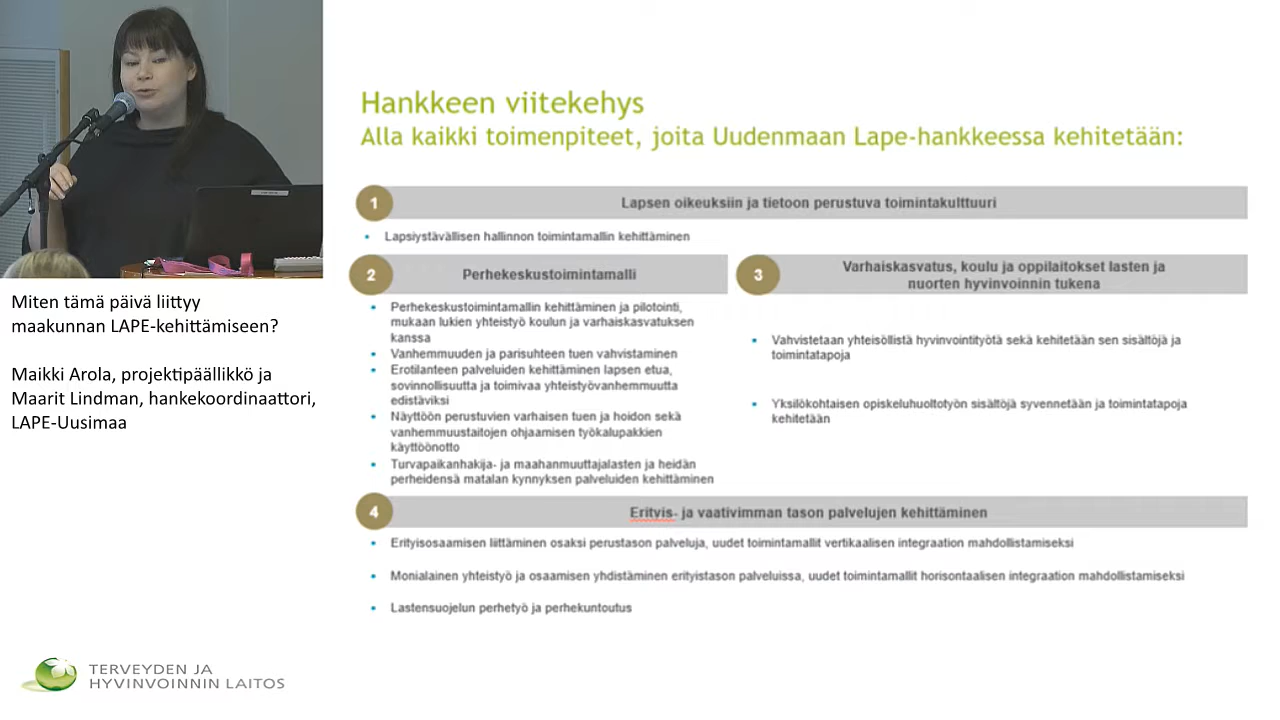 Hankkeen viitekehys
Alla kaikki toimenpiteet, joita Uudenmaan Lape-hankkeessa kehitetään:
1
Lapsen oikeuksiin ja tietoon perustuva toimintakulttuuri
• Lapsiystävällisen hallinnon toimintamallin kehittäminen
2
Perhekeskustoimintamalli
• Perhekeskustoimintamallin kehittäminen ja pilotointi,
mukaan lukien yhteistyö koulun ja varhaiskasvatuksen
kanssa
• Vanhemmuuden ja parisuhteen tuen vahvistaminen
• Erotilanteen palveluiden kehittäminen lapsen etua,
sovinnollisuutta ja toimivaa yhteistyövanhemmuutta
edistäviksi
• Näyttöön perustuvien varhaisen tuen ja hoidon sekä
vanhemmuustaitojen ohjaamisen työkalupakkien
käyttöönotto
• Turvapaikanhakija- ja maahanmuuttajalasten ja heidän
perheidensä matalan kynnyksen palveluiden kehittäminen
3
Varhaiskasvatus, koulu ja oppilaitokset lasten ja
nuorten hyvinvoinnin tukena
• Vahvistetaan yhteisöllistä hyvinvointityötä sekä kehitetään sen sisältöjä ja
toimintatapoja
• Yksilökohtaisen opiskeluhuoltotyön sisältöjä syvennetään ja toimintatapoja
kehitetään
4
Erityis- ja vaativimman tason palvelujen kehittäminen
• Erityisosaamisen liittäminen osaksi perustason palveluja, uudet toimintamallit vertikaalisen integraation mahdollistamiseksi
• Monialainen yhteistyö ja osaamisen yhdistäminen erityistason palveluissa, uudet toimintamallit horisontaalisen integraation mahdollistamiseksi
• Lastensuojelun perhetyö ja perhekuntoutus
Miten tämä päivä liittyy
maakunnan LAPE-kehittämiseen?
Maikki Arola, projektipäällikkö ja
Maarit Lindman, hankekoordinaattori,
LAPE-Uusimaa
TERVEYDEN JA
HYVINVOINNIN LAITOS